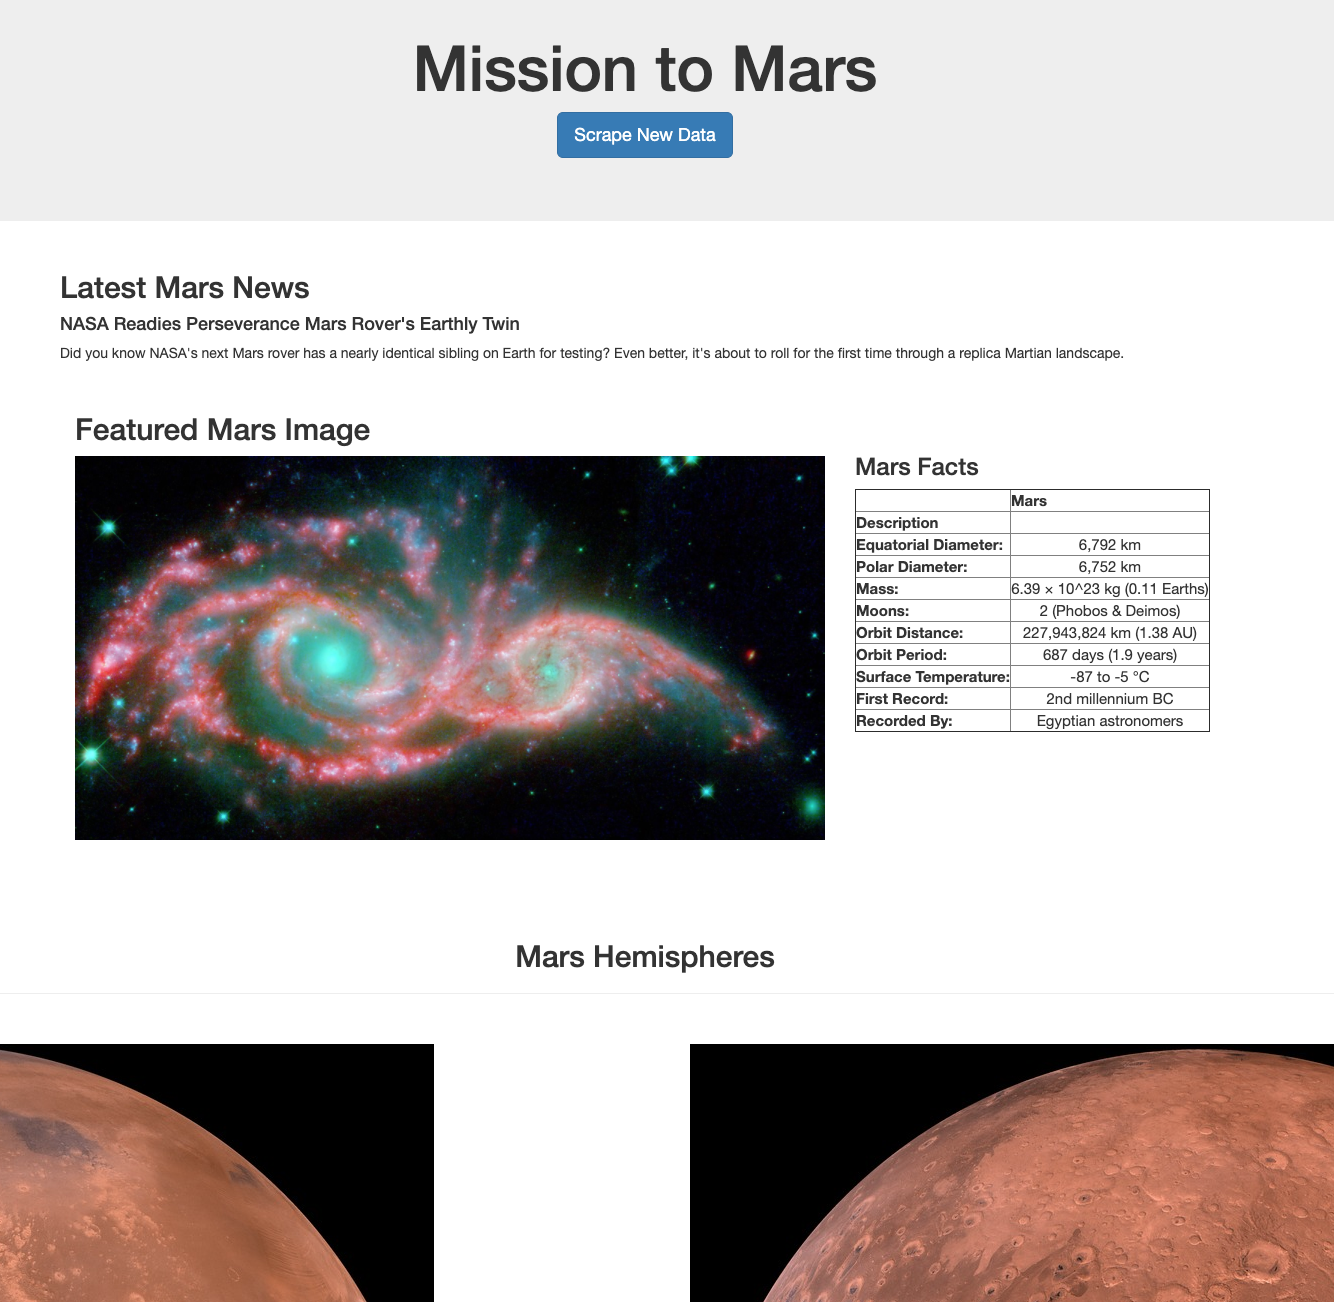 Mission to Mars
Scrape New Data
Latest Mars News
NASA Readies Perseverance Mars Rover's Earthly Twin
Did you know NASA's next Mars rover has a nearly identical sibling on Earth for testing? Even better, it's about to roll for the first time through a replica Martian landscape.
Featured Mars Image
Mars Facts
Mars
Description
Equatorial Diameter: 6,792 km
Polar Diameter: 6,752 km
Mass: 6.39 × 10^23 kg (0.11 Earths)
Moons: 2 (Phobos & Deimos)
Orbit Distance: 227,943,824 km (1.38 AU)
Orbit Period: 687 days (1.9 years)
Surface Temperature: -87 to -5 °C
First Record: 2nd millennium BC
Recorded By: Egyptian astronomers
Mars Hemispheres